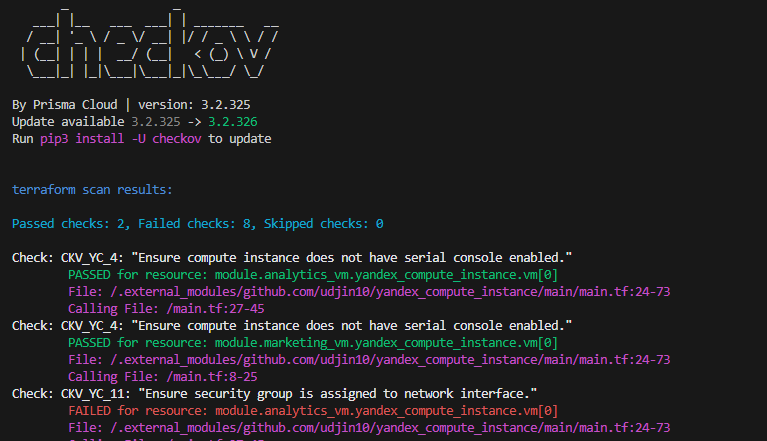 checkov
By Prisma Cloud | version: 3.2.325
Update available 3.2.325 -> 3.2.326
Run pip3 install -U checkov to update
terraform scan results:
Passed checks: 2, Failed checks: 8, Skipped checks: 0
Check: CKV_YC_4: "Ensure compute instance does not have serial console enabled."
PASSED for resource: module.analytics_vm.yandex_compute_instance.vm[0]
File: /.external_modules/github.com/udjin10/yandex_compute_instance/main/main.tf:24-73
Calling File: /main.tf:27-45
Check: CKV_YC_4: "Ensure compute instance does not have serial console enabled."
PASSED for resource: module.marketing_vm.yandex_compute_instance.vm[0]
File: /.external_modules/github.com/udjin10/yandex_compute_instance/main/main.tf:24-73
Calling File: /main.tf:8-25
Check: CKV_YC_11: "Ensure security group is assigned to network interface."
FAILED for resource: module.analytics_vm.yandex_compute_instance.vm[0]
File: /.external_modules/github.com/udjin10/yandex_compute_instance/main/main.tf:24-73